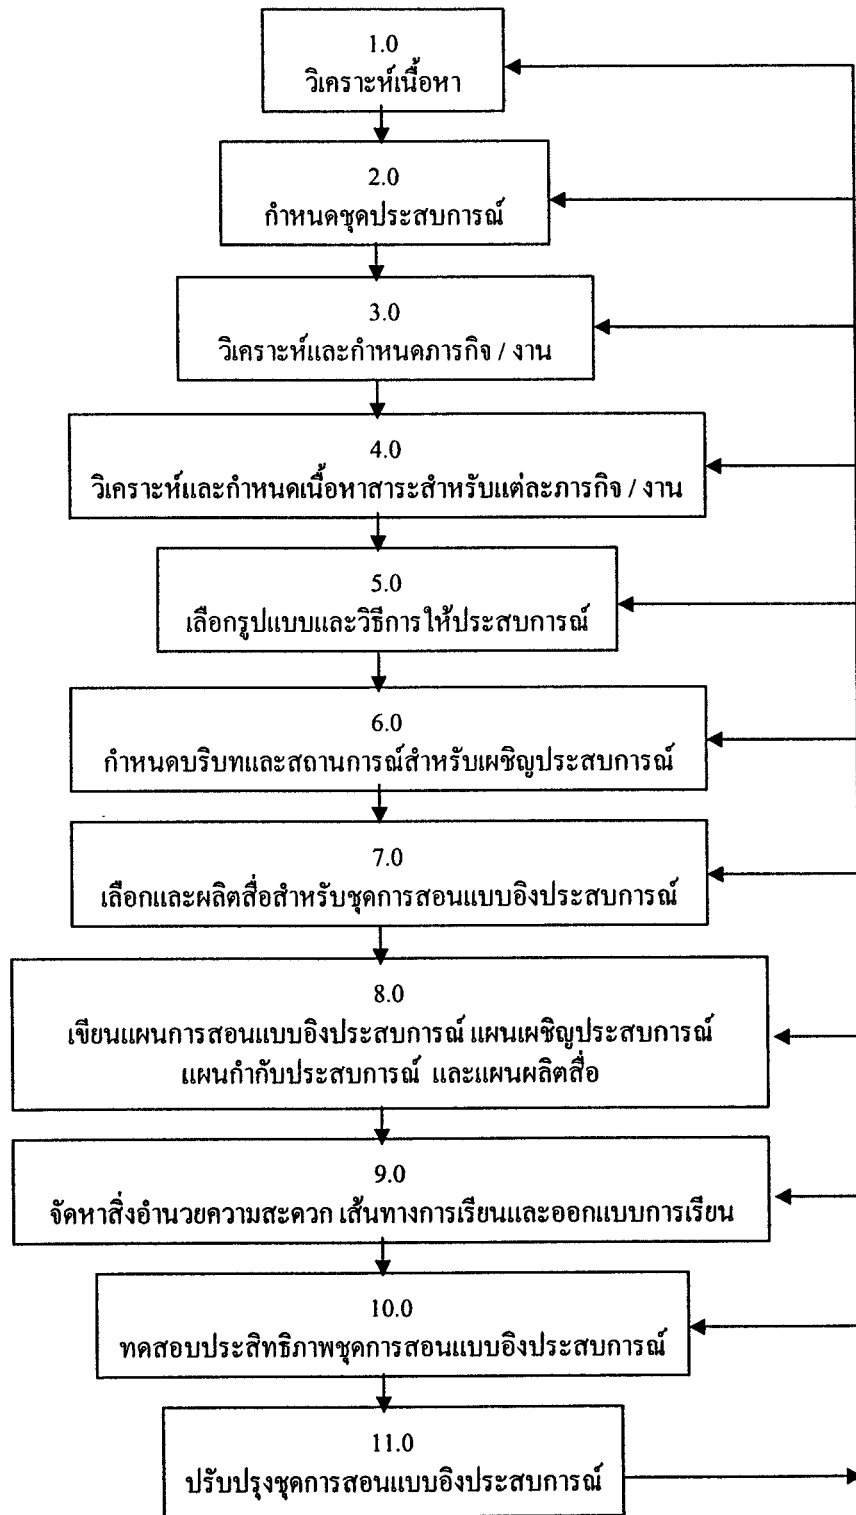 1.0
วิเคราะห์เนื้อหา
2.0
กำหนดชุดประสบการณ์
3.0
วิเคราะห์และกำหนดภารกิจ / งาน
4.0
วิเคราะห์และกำหนดเนื้อหาสาระสำหรับแต่ละภารกิจ / งาน
5.0
เลือกรูปแบบและวิธีการให้ประสบการณ์
6.0
กำหนดบริบทและสถานการณ์สำหรับเผชิญประสบการณ์
7.0
เลือกและผลิตสื่อสำหรับชุดการสอนแบบอิงประสบการณ์
8.0
เขียนแผนการสอนแบบอิงประสบการณ์ แผนเผชิญประสบการณ์
แผนกำกับประสบการณ์ และแผนผลิตสื่อ
9.0
จัดหาสิ่งอำนวยความสะดวก เส้นทางการเรียนและออกแบบการเรียน
10.0
ทดสอบประสิทธิภาพชุดการสอนแบบอิงประสบการณ์
11.0
ปรับปรุงชุดการสอนแบบอิงประสบการณ์